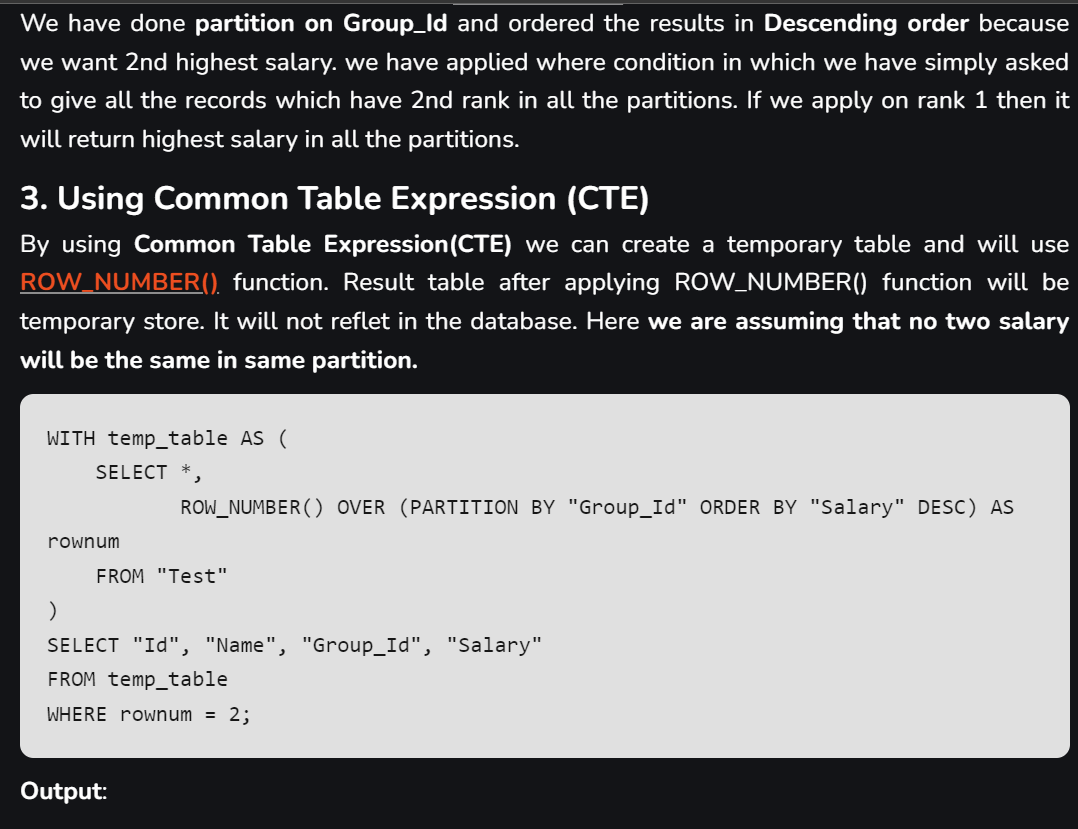 We have done partition on Group_Id and ordered the results in Descending order because
we want 2nd highest salary. we have applied where condition in which we have simply asked
to give all the records which have 2nd rank in all the partitions. If we apply on rank 1 then it
will return highest salary in all the partitions.
3. Using Common Table Expression (CTE)
By using Common Table Expression(CTE) we can create a temporary table and will use
ROW_NUMBER() function. Result table after applying ROW_NUMBER() function will be
temporary store. It will not reflet in the database. Here we are assuming that no two salary
will be the same in same partition.
WITH temp_table AS (
    SELECT *,
           ROW_NUMBER() OVER (PARTITION BY "Group_Id" ORDER BY "Salary" DESC) AS
rownum
    FROM "Test"
)
SELECT "Id", "Name", "Group_Id", "Salary"
FROM temp_table
WHERE rownum = 2;
Output: